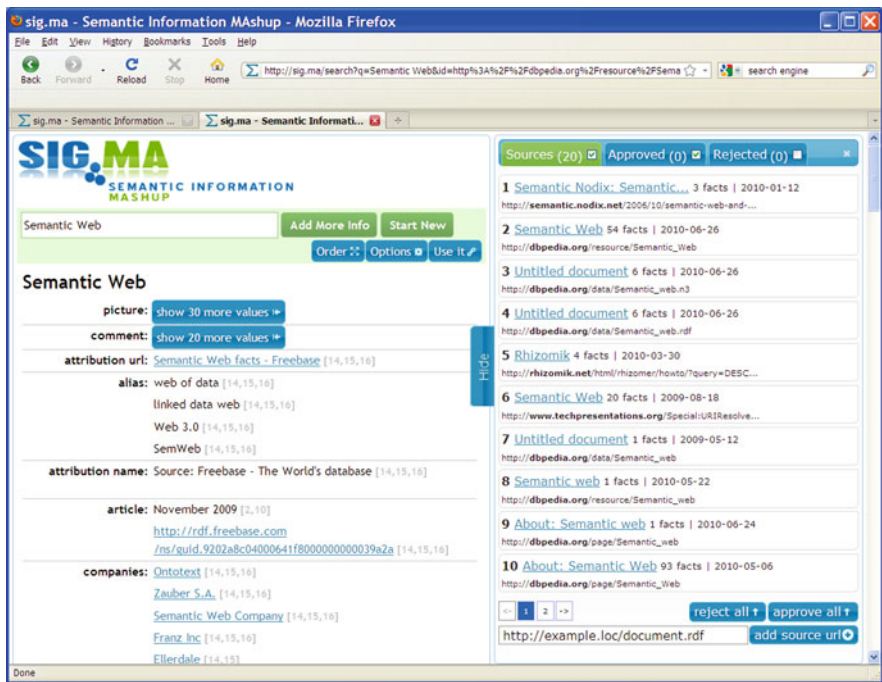 sig.ma - Semantic Information MAshup - Mozilla Firefox
File Edit View History Bookmarks Tools Help
Back Forward Reload Stop Home http://sig.ma/search?q=Semantic Web&id=http%3A%2F%2Fdbpedia.org%2Fresource%2FSema search engine
sig.ma - Semantic Information ... sig.ma - Semantic Informati...
SIG.MA
SEMANTIC INFORMATION
MASHUP
Semantic Web Add More Info Start New
Order Options Use it
Semantic Web
picture: show 30 more values
comment: show 20 more values
attribution url: Semantic Web facts - Freebase [14,15,16]
alias: web of data [14,15,16]
linked data web [14,15,16]
Web 3.0 [14,15,16]
SemWeb [14,15,16]
attribution name: Source: Freebase - The World's database [14,15,16]
article: November 2009 [2,10]
http://rdf.freebase.com
/ns/guid.9202a8c04000641f8000000000039a2a [14,15,16]
companies: Ontotext [14,15,16]
Zauber S.A. [14,15,16]
Semantic Web Company [14,15,16]
Franz Inc [14,15,16]
Ellerdale [14,15]
Hide
Sources (20) Approved (0) Rejected (0)
1 Semantic Nodix: Semantic... 3 facts | 2010-01-12
http://semantic.nodix.net/2006/10/semantic-web-and-...
2 Semantic Web 54 facts | 2010-06-26
http://dbpedia.org/resource/Semantic_Web
3 Untitled document 6 facts | 2010-06-26
http://dbpedia.org/data/Semantic_web.n3
4 Untitled document 6 facts | 2010-06-26
http://dbpedia.org/data/Semantic_web.rdf
5 Rhizomik 4 facts | 2010-03-30
http://rhizomik.net/html/rhizomer/howto/?query=DESC...
6 Semantic Web 20 facts | 2009-08-18
http://www.techpresentations.org/Special:URIResolve...
7 Untitled document 1 facts | 2009-05-12
http://dbpedia.org/data/Semantic_web
8 Semantic web 1 facts | 2010-05-22
http://dbpedia.org/resource/Semantic_web
9 About: Semantic web 1 facts | 2010-06-24
http://dbpedia.org/page/Semantic_web
10 About: Semantic Web 93 facts | 2010-05-06
http://dbpedia.org/page/Semantic_Web
<- 1 2 -> reject all approve all
http://example.loc/document.rdf add source url
Done